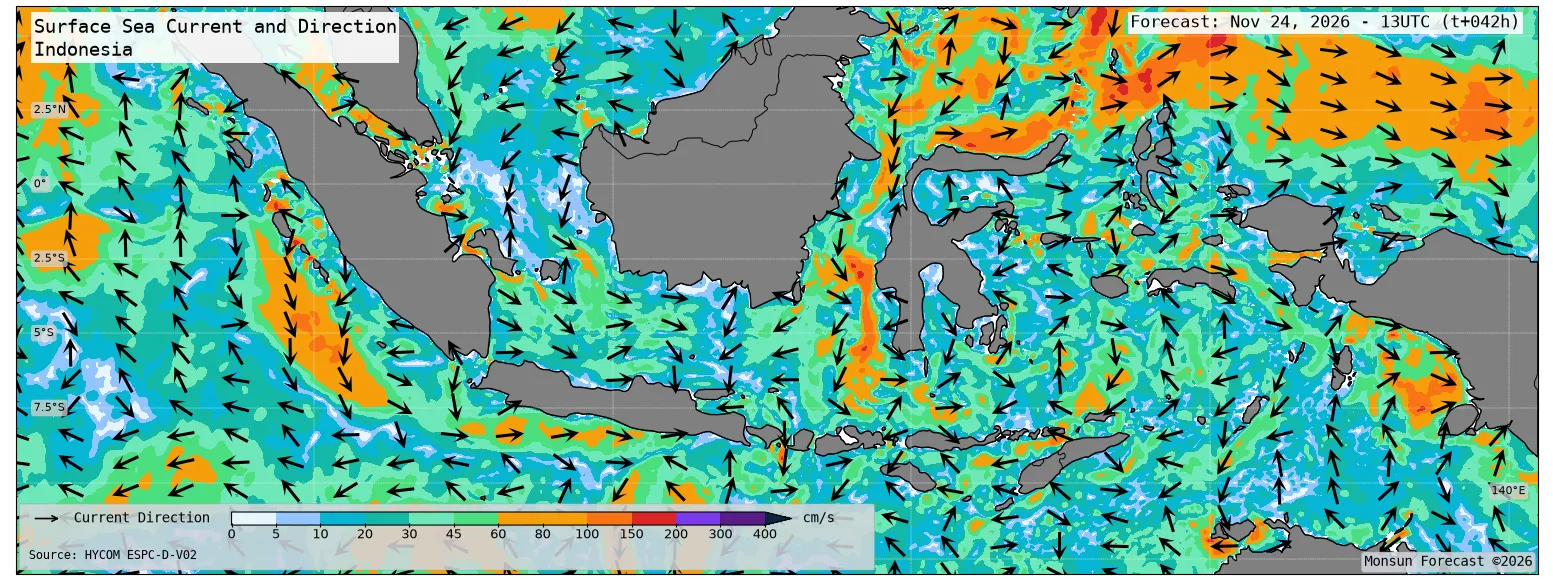 Surface Sea Current and Direction
Indonesia
Forecast: Nov 24, 2026 - 13UTC (t+042h)
2.5°N
0°
2.5°S
5°S
7.5°S
140°E
Current Direction
0 5 10 20 30 45 60 80 100 150 200 300 400 cm/s
Source: HYCOM ESPC-D-V02
Monsun Forecast ©2026